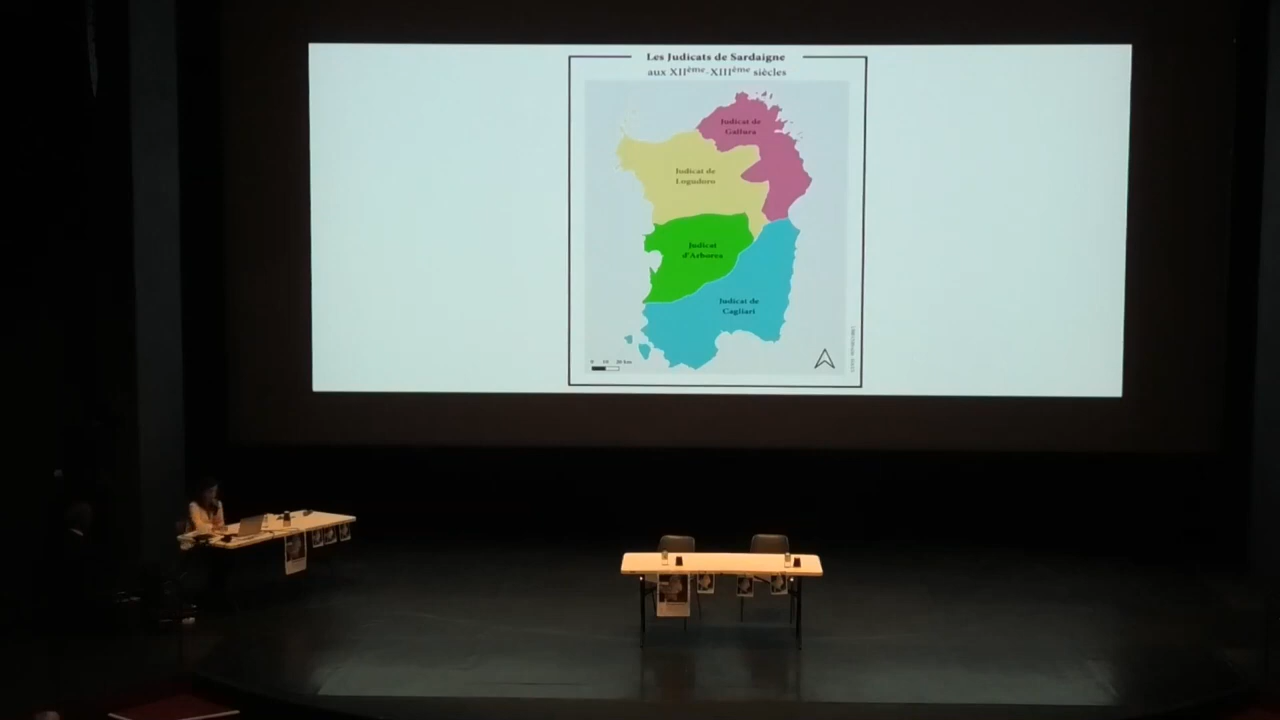 Les Judicats de Sardaigne
aux XIIème-XIIIème siècles
Judicat de
Gallura
Judicat de
Logudoro
Judicat
d'Arborea
Judicat de
Cagliari